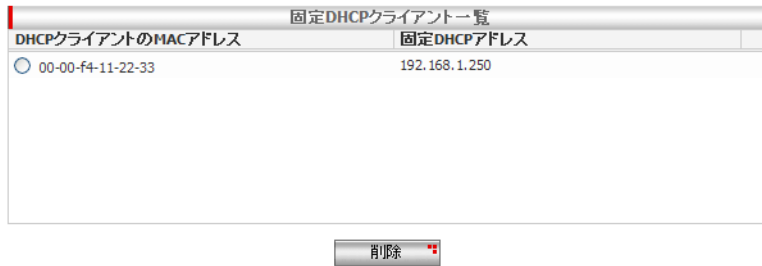 固定DHCPクライアント一覧
DHCPクライアントのMACアドレス 固定DHCPアドレス
00-00-f4-11-22-33 192.168.1.250
削除